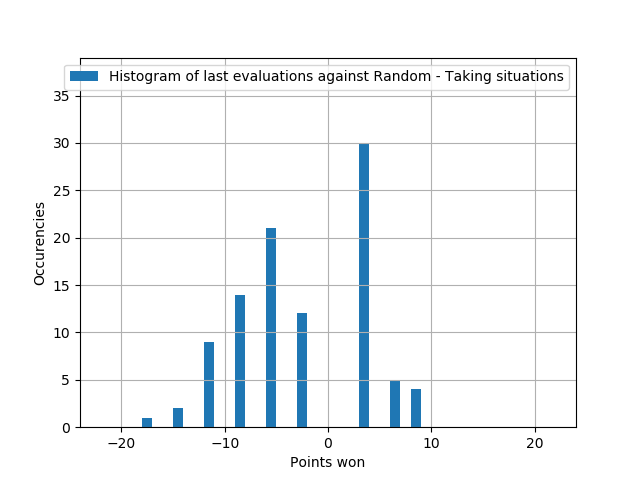 Histogram of last evaluations against Random - Taking situations
35
30
25
20
15
10
5
0
Occurencies
−20 −10 0 10 20
Points won